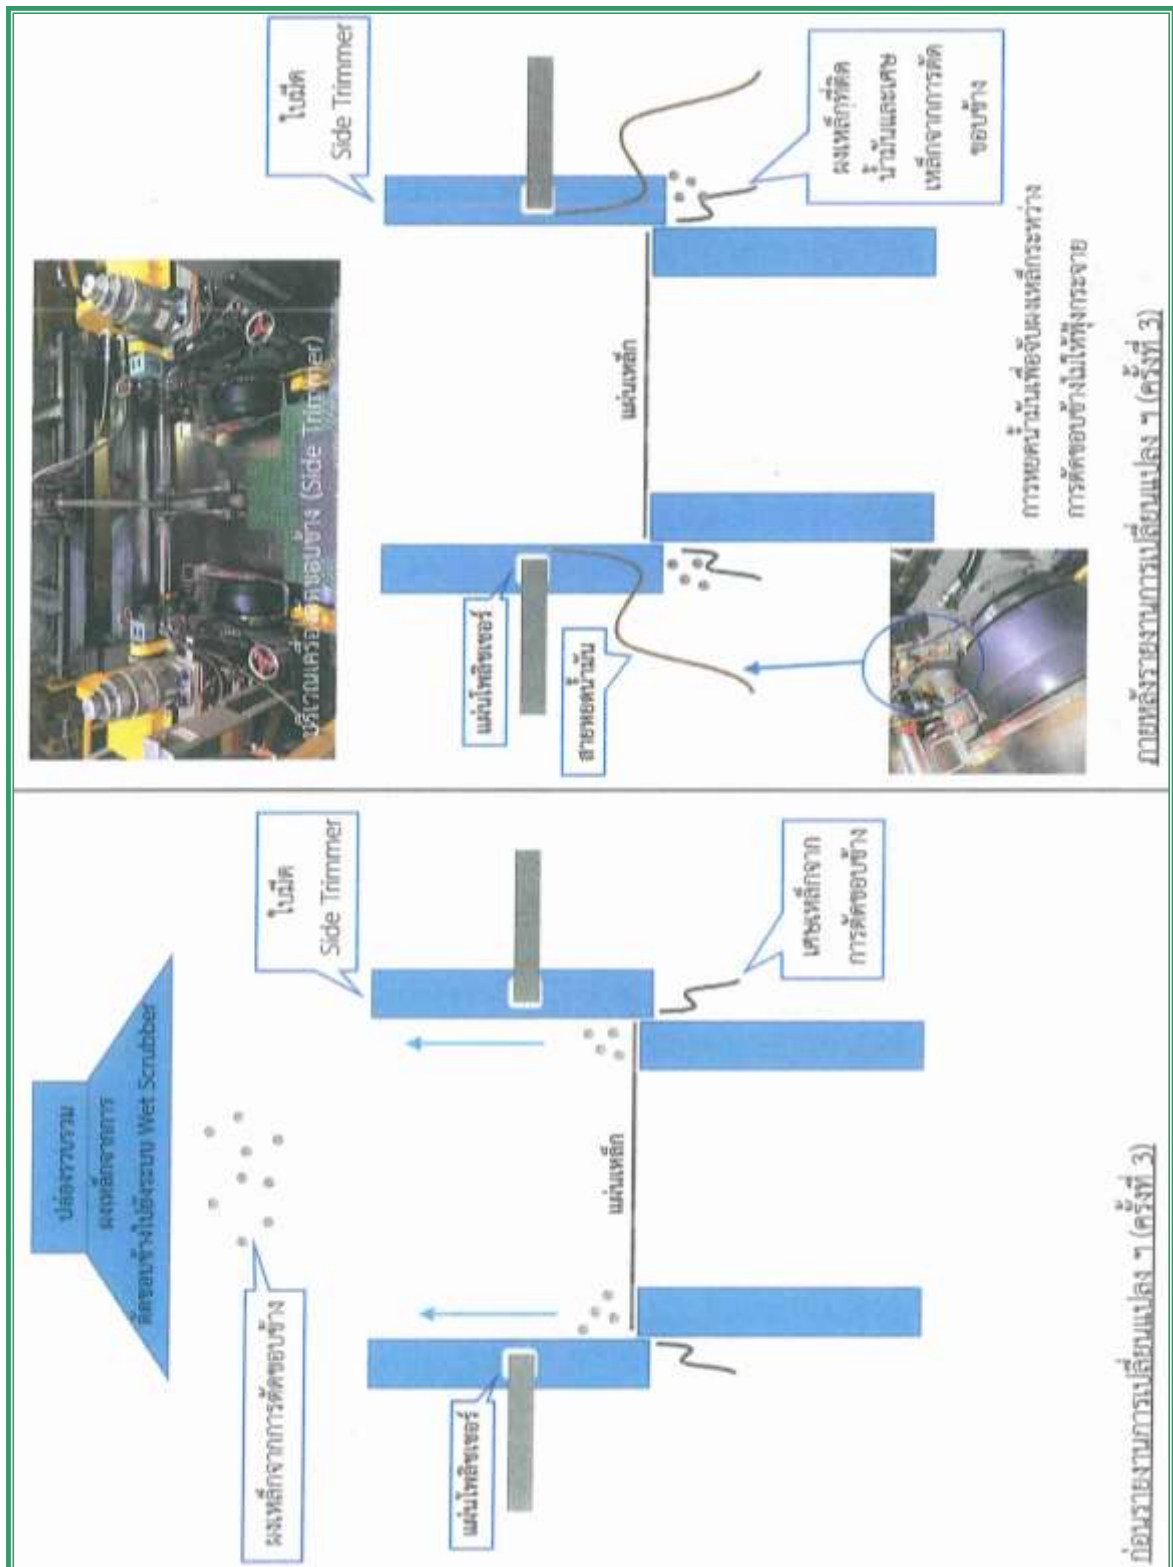 ปล่องรวบรวม
ผงเหล็กจากการ
ตัดขอบข้างไปยังระบบ Wet Scrubber
ผงเหล็กจากการตัดขอบข้าง
ใบมีด
Side Trimmer
แผ่นโพลิชเชอร์
แผ่นเหล็ก
เศษเหล็กจาก
การตัดขอบข้าง
ก่อนรายงานการเปลี่ยนแปลง ฯ (ครั้งที่ 3)
บริเวณเครื่องตัดขอบข้าง (Side Trimmer)
ใบมีด
Side Trimmer
แผ่นโพลิชเชอร์
สายหยดน้ำมัน
แผ่นเหล็ก
ผงเหล็กที่ติด
น้ำมันและเศษ
เหล็กจากการตัด
ขอบข้าง
การหยดน้ำมันเพื่อจับผงเหล็กระหว่าง
การตัดขอบข้างไม่ให้ฟุ้งกระจาย
ภายหลังรายงานการเปลี่ยนแปลง ฯ (ครั้งที่ 3)